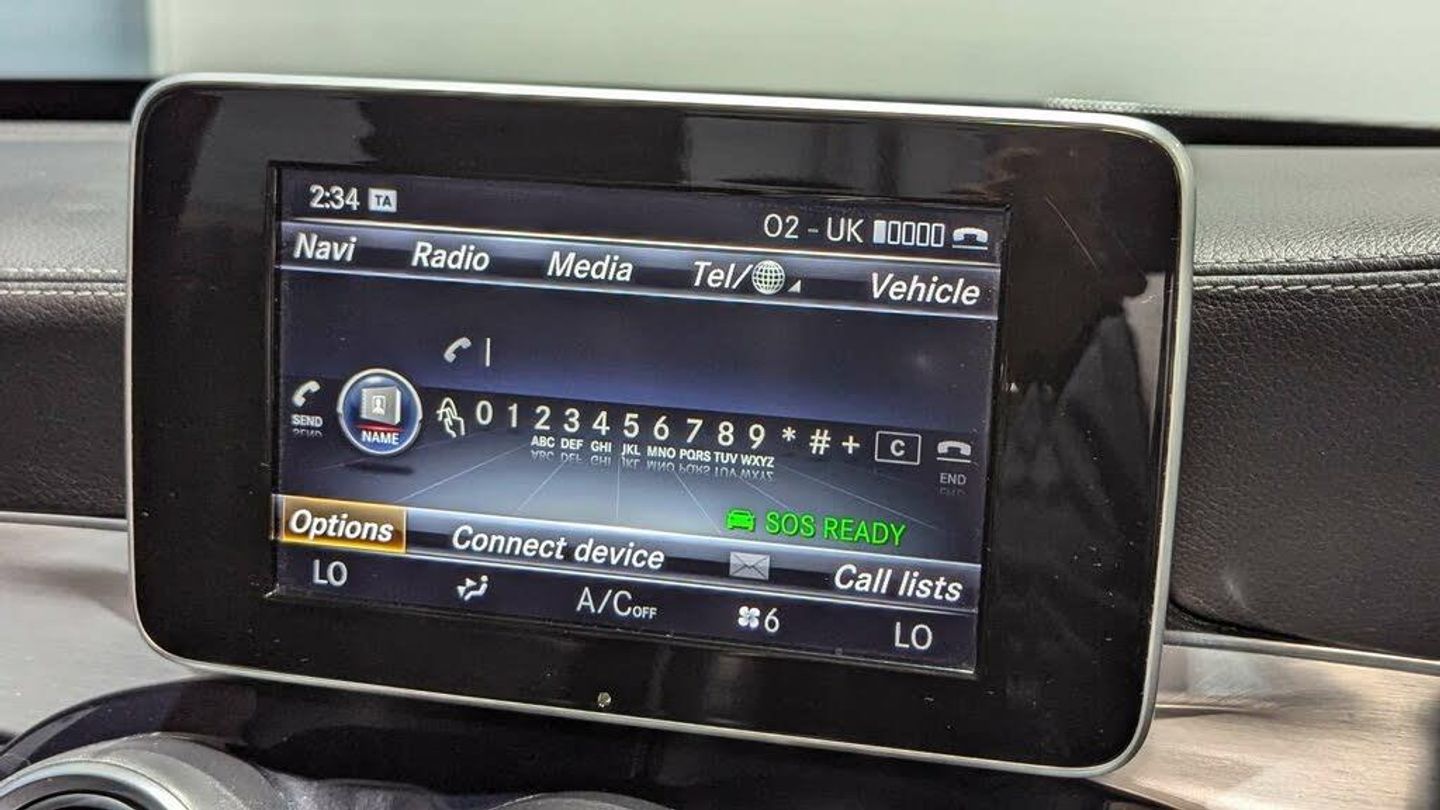 2:34 TA
O2 - UK
Navi Radio Media Tel/ Vehicle
SEND NAME 0 1 2 3 4 5 6 7 8 9 * # + C END
ABC DEF GHI JKL MNO PQRS TUV WXYZ
SOS READY
Options Connect device Call lists
LO A/C OFF 6 LO